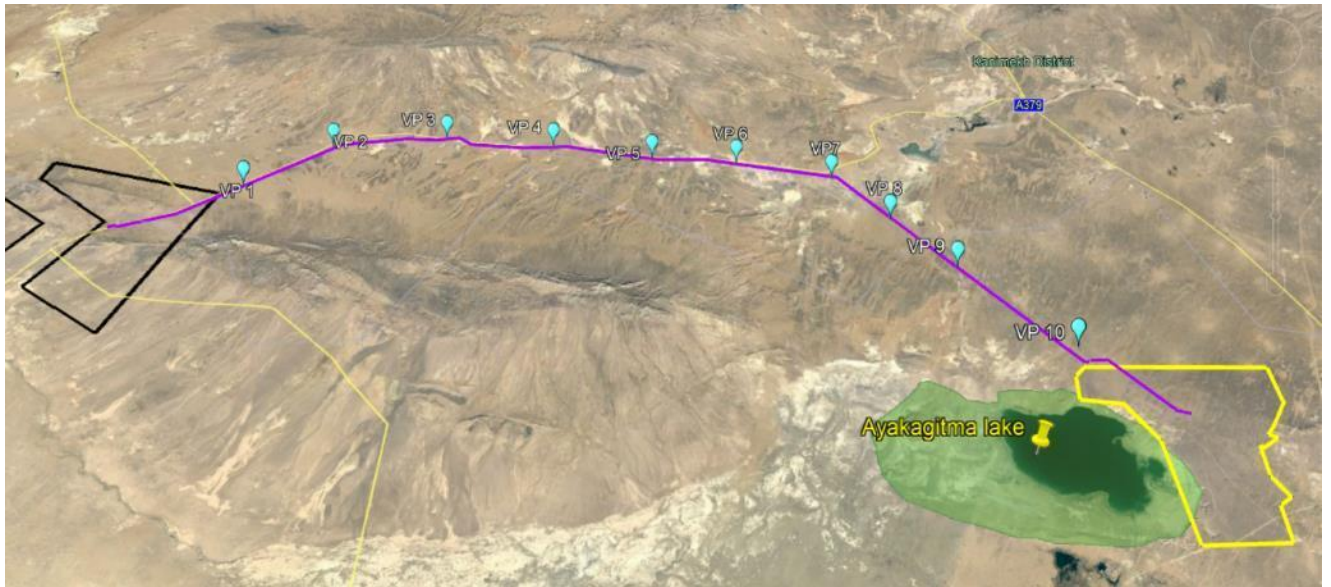 Kanimekh District
A379
VP 3
VP 4
VP 2
VP 6
VP 5
VP7
VP 1
VP 8
VP 9
VP 10
Ayakagitma lake